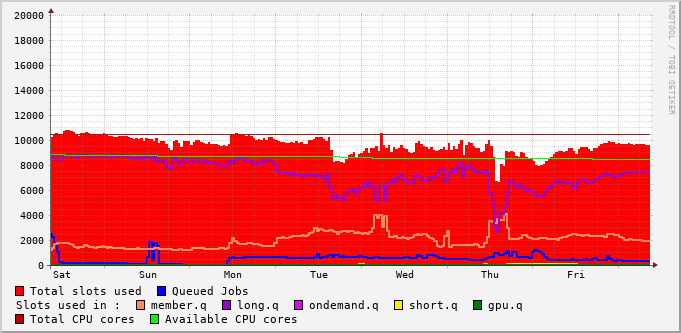 20000
18000
16000
14000
12000
10000
8000
6000
4000
2000
0
Sat Sun Mon Tue Wed Thu Fri
RRDTOOL / TOBI OETIKER
Total slots used Queued Jobs
Slots used in : member.q long.q ondemand.q short.q gpu.q
Total CPU cores Available CPU cores